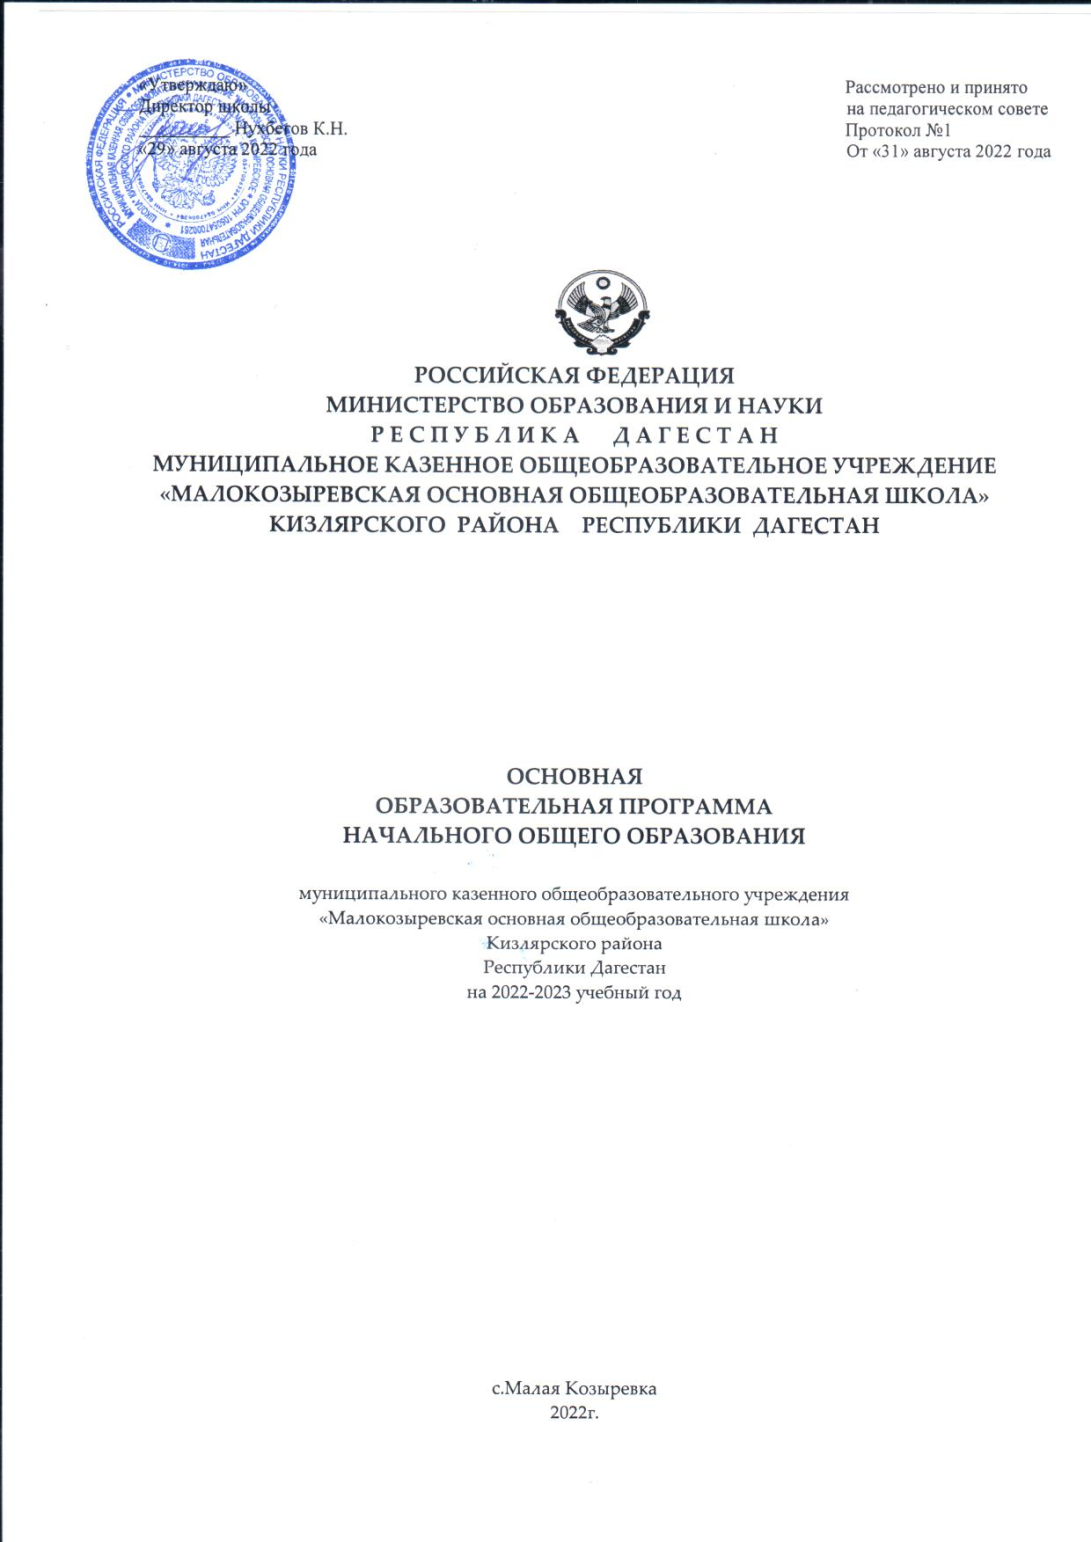 «Утверждаю»
Директор школы
Нухбегов К.Н.
«29» августа 2022 года
Рассмотрено и принято
на педагогическом совете
Протокол №1
От «31» августа 2022 года
РОССИЙСКАЯ ФЕДЕРАЦИЯ
МИНИСТЕРСТВО ОБРАЗОВАНИЯ И НАУКИ
Р Е С П У Б Л И К А Д А Г Е С Т А Н
МУНИЦИПАЛЬНОЕ КАЗЕННОЕ ОБЩЕОБРАЗОВАТЕЛЬНОЕ УЧРЕЖДЕНИЕ
«МАЛОКОЗЫРЕВСКАЯ ОСНОВНАЯ ОБЩЕОБРАЗОВАТЕЛЬНАЯ ШКОЛА»
КИЗЛЯРСКОГО РАЙОНА РЕСПУБЛИКИ ДАГЕСТАН
ОСНОВНАЯ
ОБРАЗОВАТЕЛЬНАЯ ПРОГРАММА
НАЧАЛЬНОГО ОБЩЕГО ОБРАЗОВАНИЯ
муниципального казенного общеобразовательного учреждения
«Малокозыревская основная общеобразовательная школа»
Кизлярского района
Республики Дагестан
на 2022-2023 учебный год
с.Малая Козыревка
2022г.